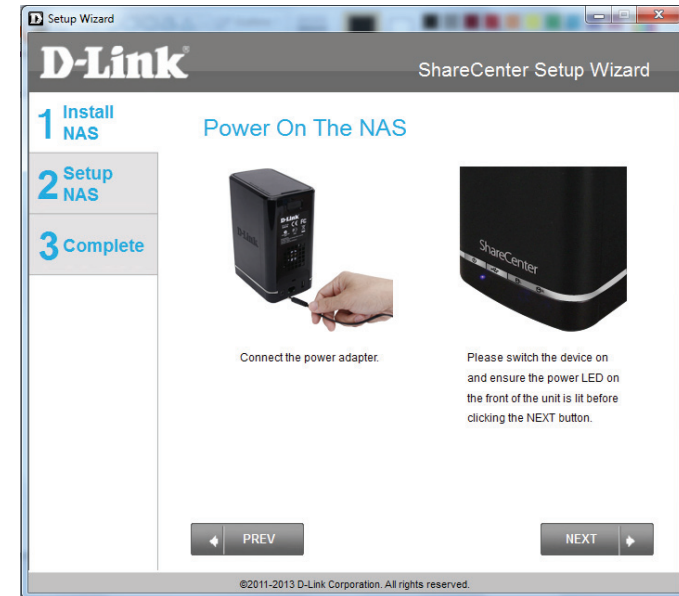 Setup Wizard
D-Link
ShareCenter Setup Wizard
1 Install
NAS
2 Setup
NAS
3 Complete
Power On The NAS
D-Link
D-Link
ShareCenter
Connect the power adapter.
Please switch the device on
and ensure the power LED on
the front of the unit is lit before
clicking the NEXT button.
PREV
NEXT
©2011-2013 D-Link Corporation. All rights reserved.